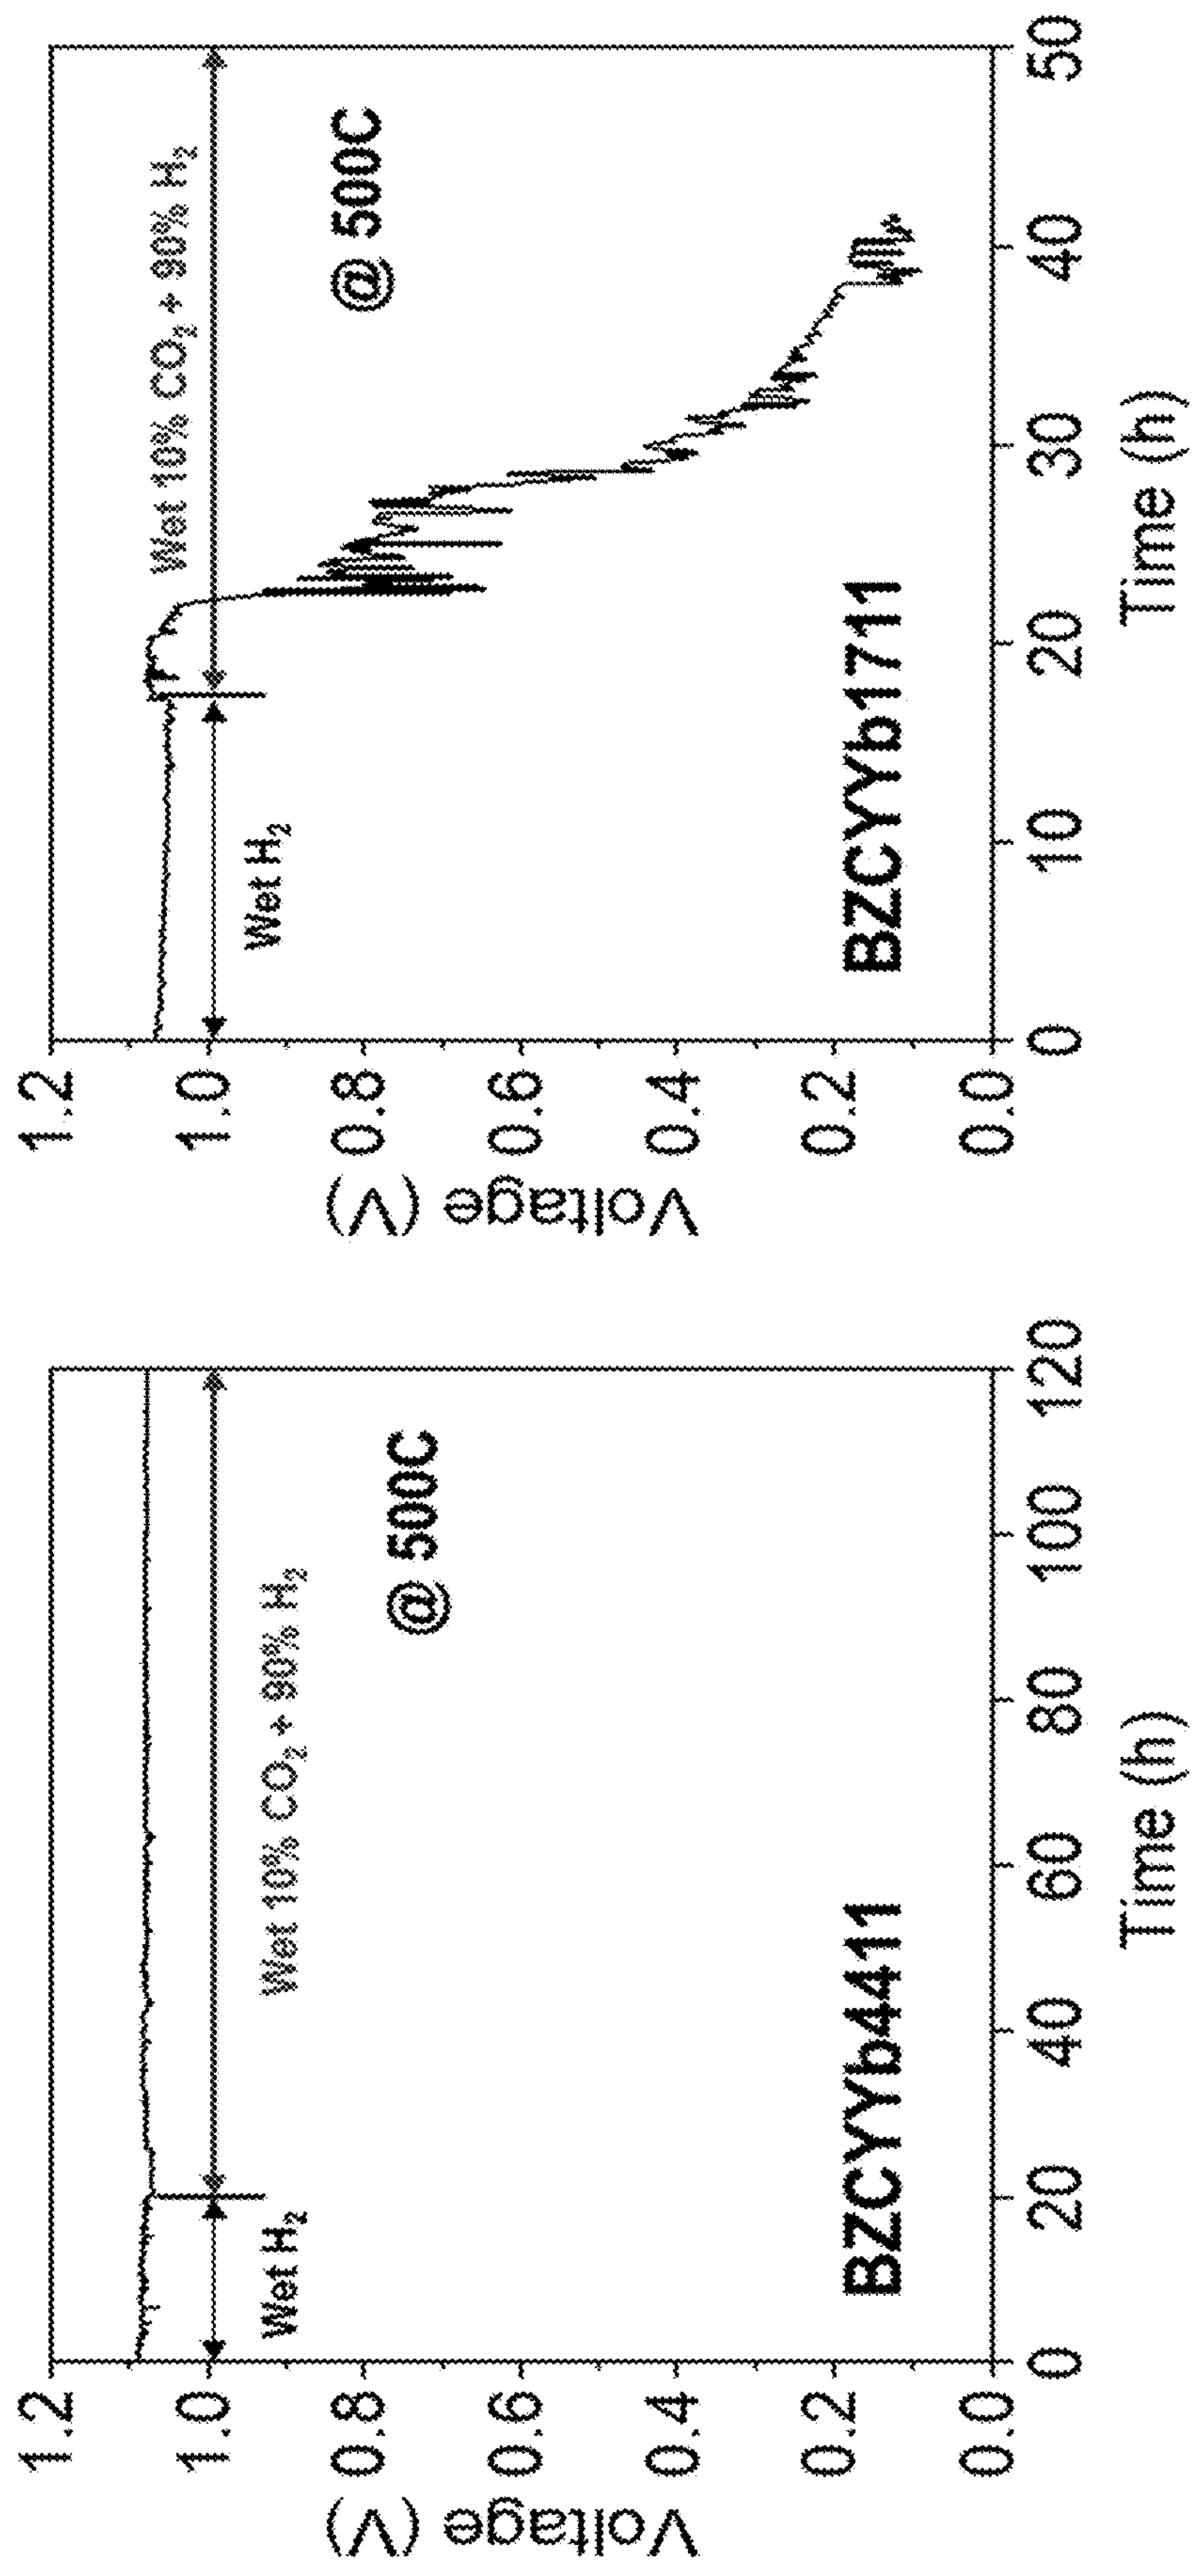 Voltage (V)
1.2
1.0
0.8
0.6
0.4
0.2
0.0
Wet H₂
Wet 10% CO₂ + 90% H₂
@ 500C
BZCYYb4411
0 20 40 60 80 100 120
Time (h)
Voltage (V)
1.2
1.0
0.8
0.6
0.4
0.2
0.0
Wet 10% CO₂ + 90% H₂
Wet H₂
@ 500C
BZCYYb1711
0 10 20 30 40 50
Time (h)